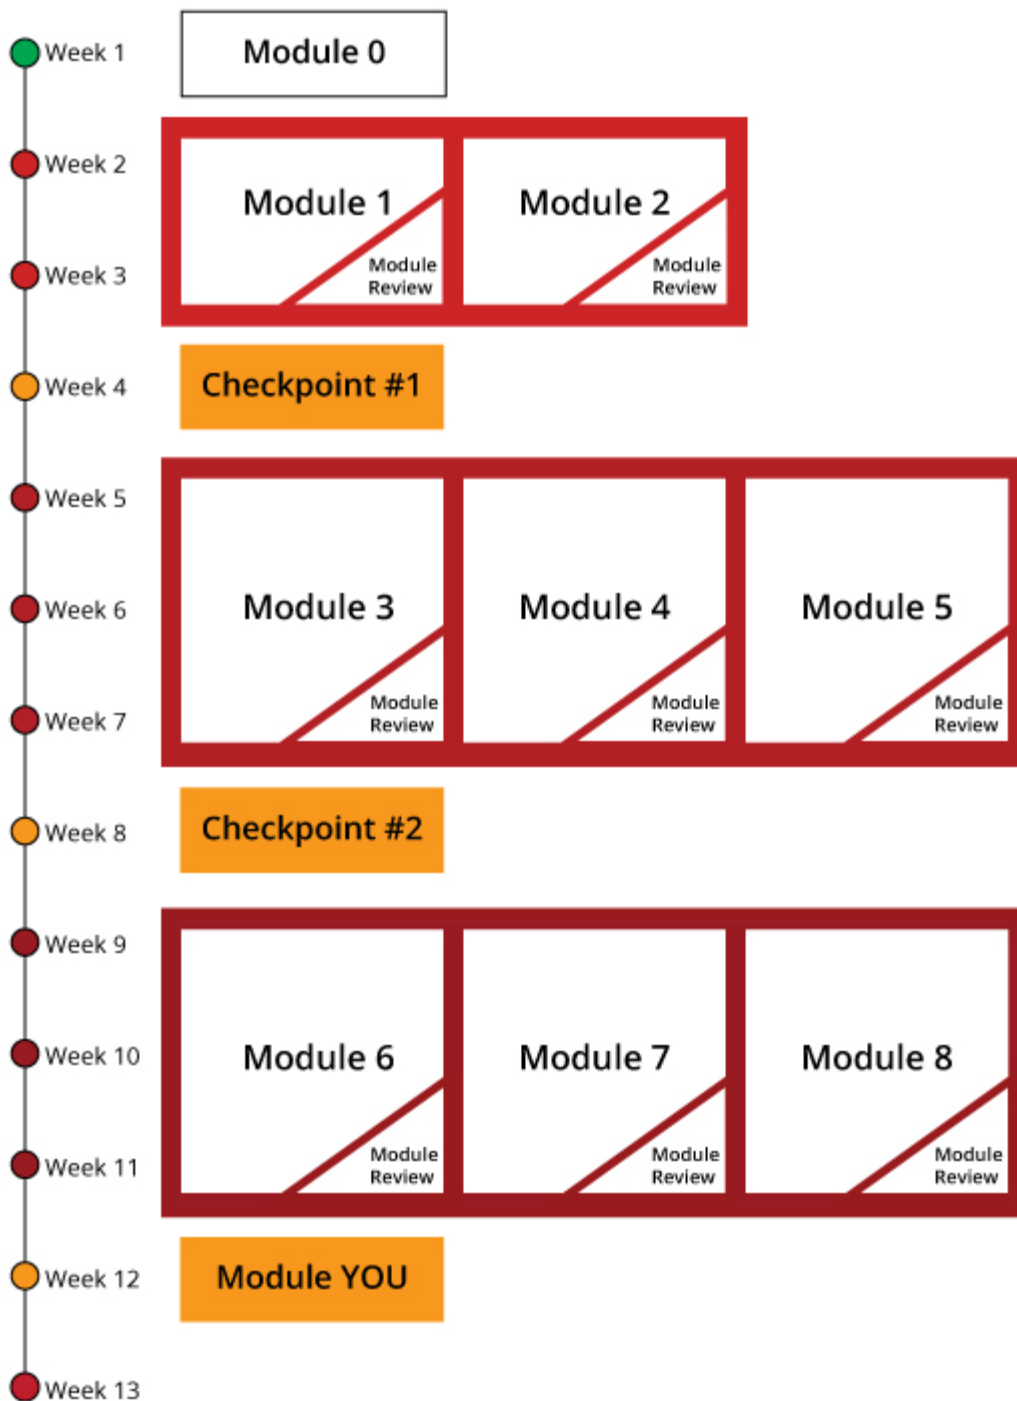 Week 1
Module 0
Week 2
Module 1
Module 2
Week 3
Module
Review
Module
Review
Week 4
Checkpoint #1
Week 5
Week 6
Module 3
Module 4
Module 5
Week 7
Module
Review
Module
Review
Module
Review
Week 8
Checkpoint #2
Week 9
Week 10
Module 6
Module 7
Module 8
Week 11
Module
Review
Module
Review
Module
Review
Week 12
Module YOU
Week 13